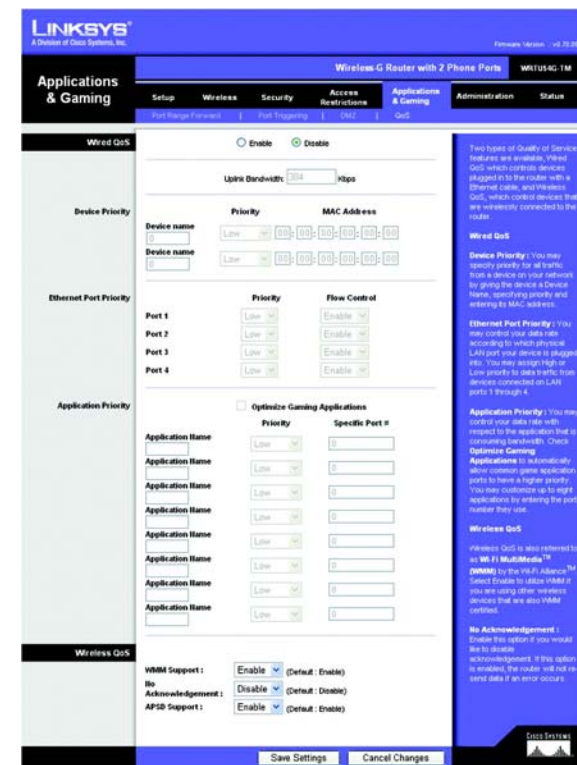 LINKSYS®
A Division of Cisco Systems, Inc.
Firmware Version : v0.70.20
Wireless-G Router with 2 Phone Ports WRTU54G-TM
Applications
& Gaming
Setup Wireless Security Access Restrictions Applications & Gaming Administration Status
Port Range Forward | Port Triggering | DMZ | QoS
Wired QoS
Enable Disable
Uplink Bandwidth: 384 Kbps
Device Priority
Priority MAC Address
Device name
0 Low 00 : 00 : 00 : 00 : 00 : 00
Device name
0 Low 00 : 00 : 00 : 00 : 00 : 00
Ethernet Port Priority
Priority Flow Control
Port 1 Low Enable
Port 2 Low Enable
Port 3 Low Enable
Port 4 Low Enable
Application Priority
Optimize Gaming Applications
Priority Specific Port #
Application Name
Low 0
Application Name
Low 0
Application Name
Low 0
Application Name
Low 0
Application Name
Low 0
Application Name
Low 0
Application Name
Low 0
Application Name
Low 0
Wireless QoS
WMM Support : Enable (Default : Enable)
No
Acknowledgement : Disable (Default : Disable)
APSD Support : Enable (Default : Enable)
Save Settings Cancel Changes
Two types of Quality of Service
features are available, Wired
QoS which controls devices
plugged in to the router with a
Ethernet cable, and Wireless
QoS, which control devices that
are wirelessly connected to the
router.
Wired QoS
Device Priority : You may
specify priority for all traffic
from a device on your network
by giving the device a Device
Name, specifying priority and
entering its MAC address.
Ethernet Port Priority : You
may control your data rate
according to which physical
LAN port your device is plugged
into. You may assign High or
Low priority to data traffic from
devices connected on LAN
ports 1 through 4.
Application Priority : You may
control your data rate with
respect to the application that is
consuming bandwidth. Check
Optimize Gaming
Applications to automatically
allow common game application
ports to have a higher priority.
You may customize up to eight
applications by entering the port
number they use.
Wireless QoS
Wireless QoS is also referred to
as Wi-Fi MultiMedia™
(WMM) by the Wi-Fi Alliance™.
Select Enable to utilize WMM if
you are using other wireless
devices that are also WMM
certified.
No Acknowledgement :
Enable this option if you would
like to disable
acknowledgement. If this option
is enabled, the router will not re-
send data if an error occurs
CISCO SYSTEMS